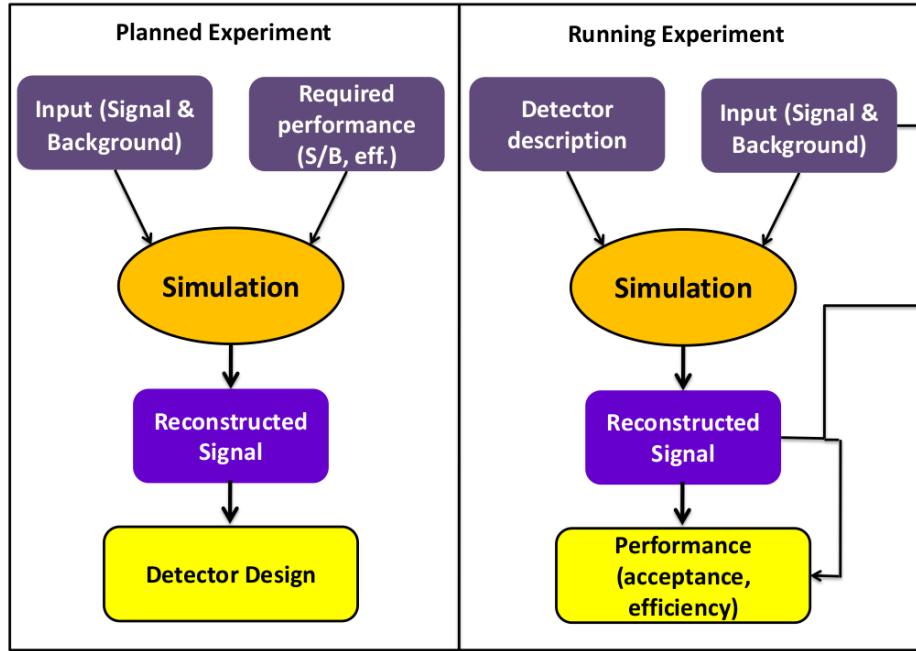 Planned Experiment
Input (Signal &
Background)
Required
performance
(S/B, eff.)
Simulation
Reconstructed
Signal
Detector Design
Running Experiment
Detector
description
Input (Signal &
Background)
Simulation
Reconstructed
Signal
Performance
(acceptance,
efficiency)